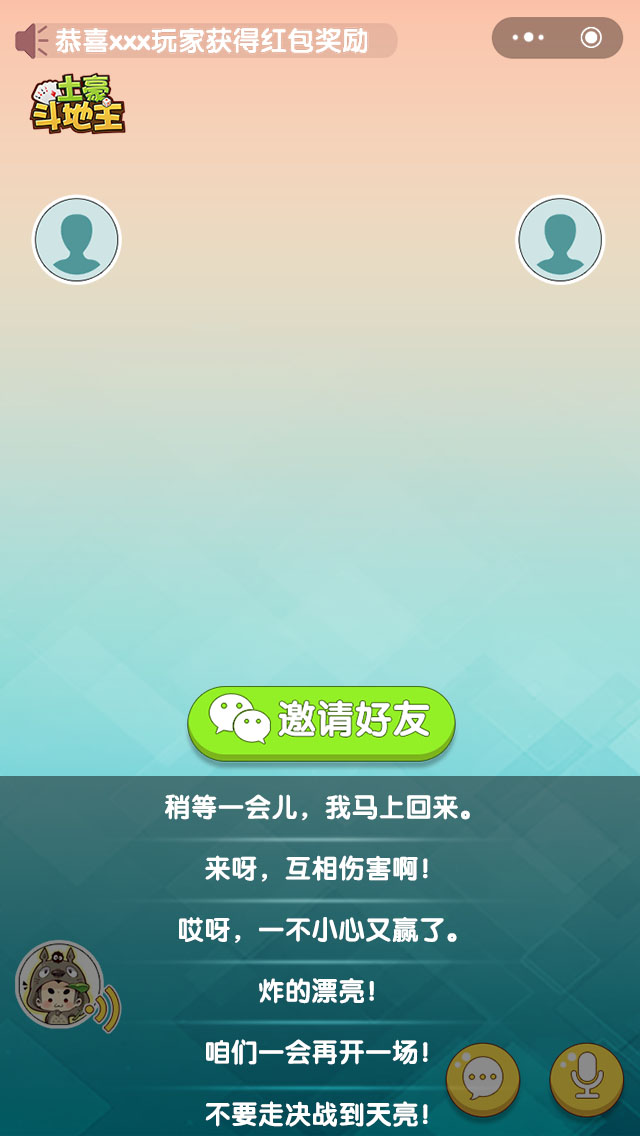 恭喜xxx玩家获得红包奖励
土豪
斗地主
邀请好友
稍等一会儿，我马上回来。
来呀，互相伤害啊！
哎呀，一不小心又赢了。
炸的漂亮！
咱们一会再开一场！
不要走决战到天亮！